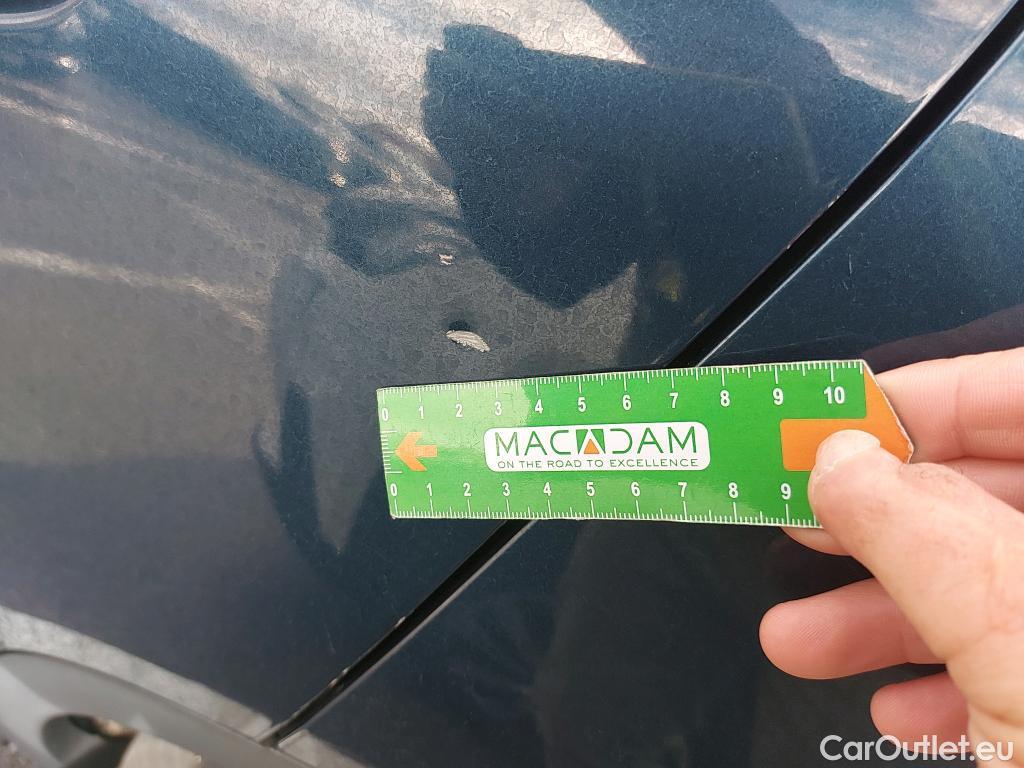 0 1 2 3 4 5 6 7 8 9 10
MACADAM
ON THE ROAD TO EXCELLENCE
0 1 2 3 4 5 6 7 8 9
CarOutlet.eu